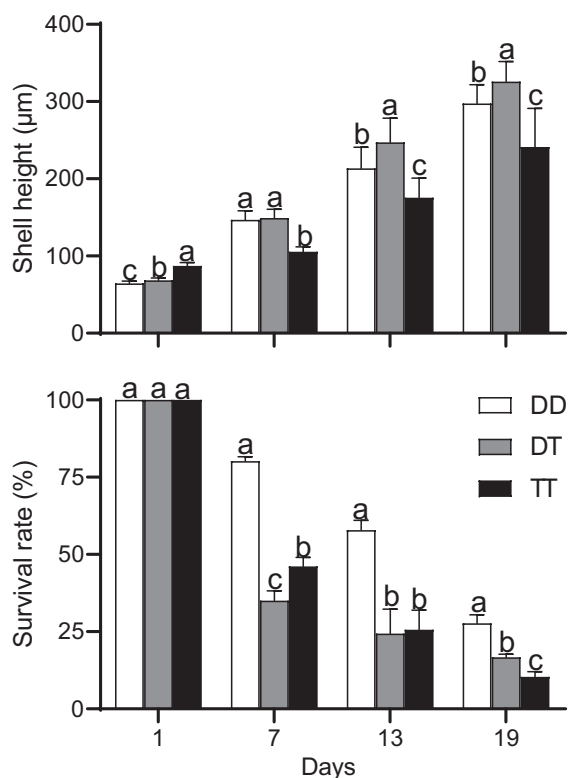 400
300
200
100
0
Shell height (µm)
c b a
a a b
b a c
b a c
100
75
50
25
0
Survival rate (%)
a a a
a c b
a b b
a b c
DD
DT
TT
1 7 13 19
Days